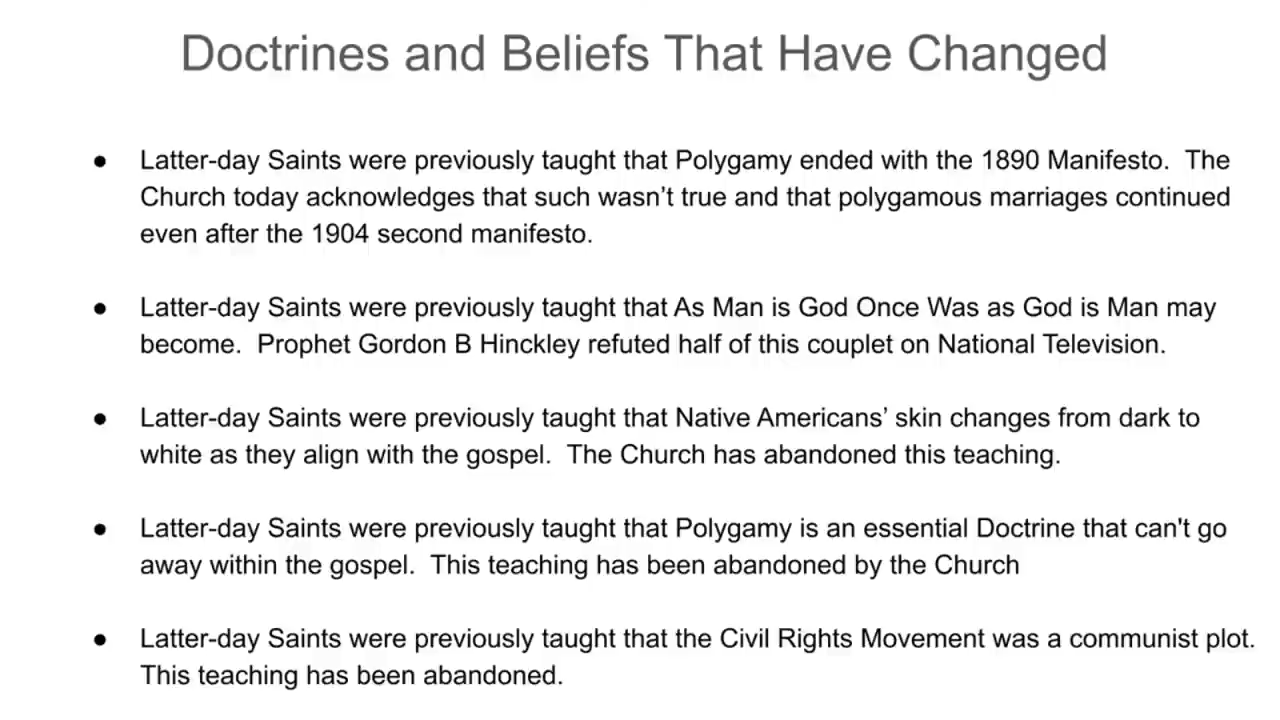 Doctrines and Beliefs That Have Changed
● Latter-day Saints were previously taught that Polygamy ended with the 1890 Manifesto.  The
Church today acknowledges that such wasn’t true and that polygamous marriages continued
even after the 1904 second manifesto.
● Latter-day Saints were previously taught that As Man is God Once Was as God is Man may
become.  Prophet Gordon B Hinckley refuted half of this couplet on National Television.
● Latter-day Saints were previously taught that Native Americans’ skin changes from dark to
white as they align with the gospel.  The Church has abandoned this teaching.
● Latter-day Saints were previously taught that Polygamy is an essential Doctrine that can't go
away within the gospel.  This teaching has been abandoned by the Church
● Latter-day Saints were previously taught that the Civil Rights Movement was a communist plot.
This teaching has been abandoned.